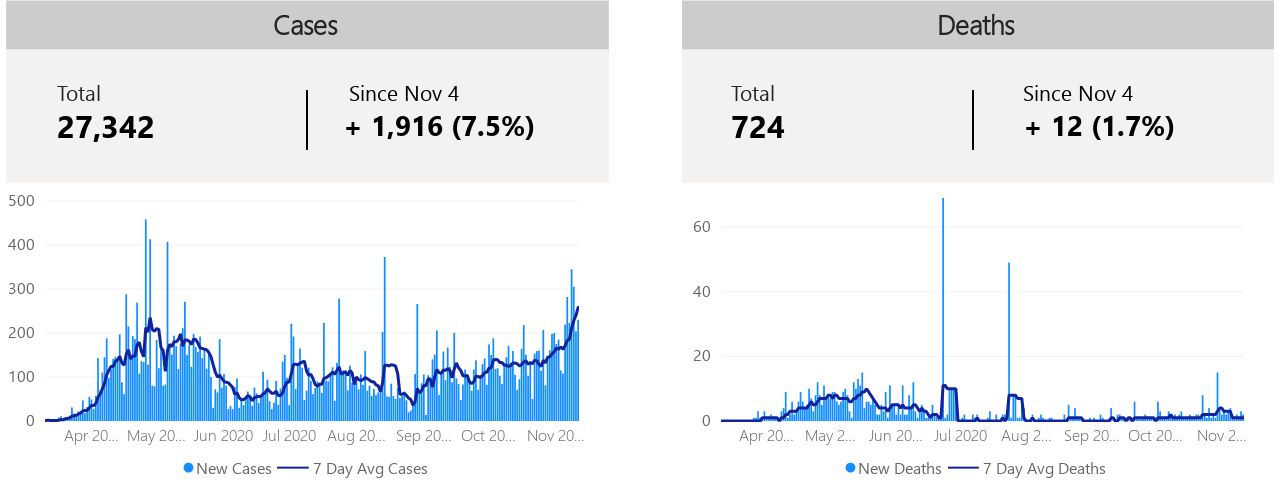 Cases
Total
27,342
Since Nov 4
+ 1,916 (7.5%)
500
400
300
200
100
0
Apr 20... May 20... Jun 2020 Jul 2020 Aug 20... Sep 20... Oct 20... Nov 20...
New Cases 7 Day Avg Cases
Deaths
Total
724
Since Nov 4
+ 12 (1.7%)
60
40
20
0
Apr 20... May 2... Jun 20... Jul 2020 Aug 2... Sep 20... Oct 20... Nov 2...
New Deaths 7 Day Avg Deaths